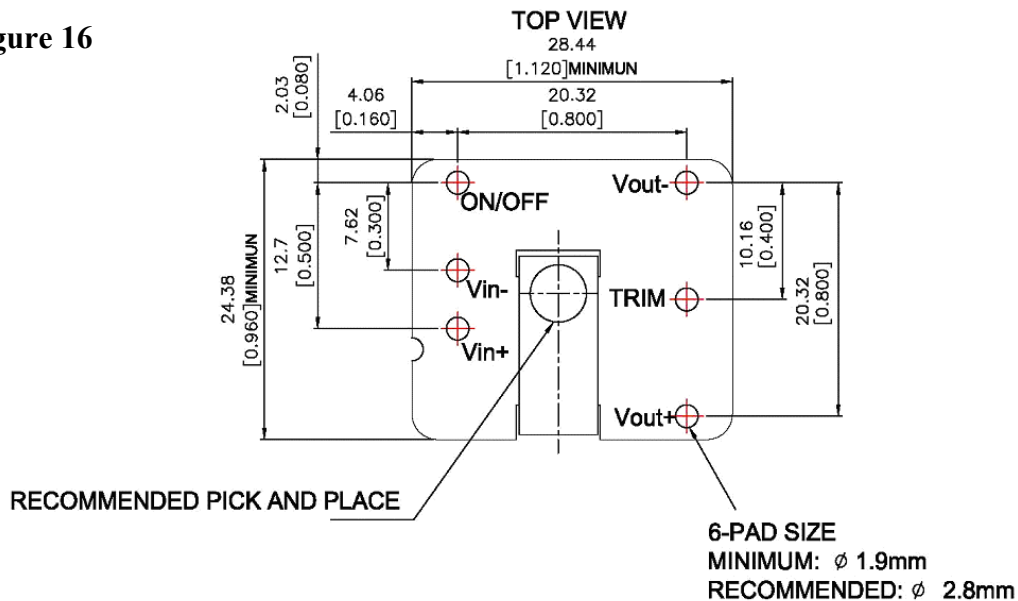 gure 16
TOP VIEW
28.44
[1.120]MINIMUN
2.03
[0.080]
4.06
[0.160]
20.32
[0.800]
Vout-
ON/OFF
7.62
[0.300]
12.7
[0.500]
24.38
[0.960]MINIMUN
10.16
[0.400]
20.32
[0.800]
Vin-
TRIM
Vin+
Vout+
RECOMMENDED PICK AND PLACE
6-PAD SIZE
MINIMUM: ϕ 1.9mm
RECOMMENDED: ϕ 2.8mm